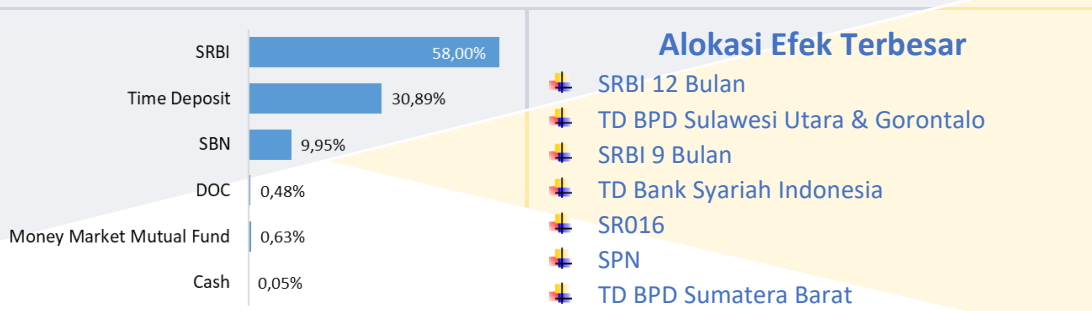 SRBI 58,00%
Time Deposit 30,89%
SBN 9,95%
DOC 0,48%
Money Market Mutual Fund 0,63%
Cash 0,05%
Alokasi Efek Terbesar
SRBI 12 Bulan
TD BPD Sulawesi Utara & Gorontalo
SRBI 9 Bulan
TD Bank Syariah Indonesia
SR016
SPN
TD BPD Sumatera Barat